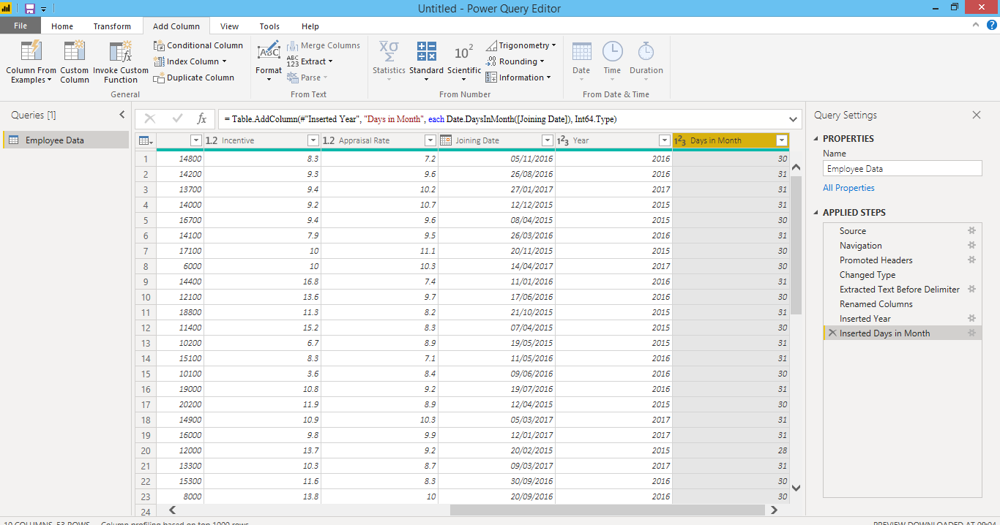 Untitled - Power Query Editor
File Home Transform Add Column View Tools Help
Column From Examples
Custom Column
Invoke Custom Function
Conditional Column
Index Column
Duplicate Column
General
Format
Merge Columns
ABC 123 Extract
abc Parse
From Text
XΣσ Statistics
Standard
10² Scientific
Trigonometry
.00 Rounding
Information
From Number
Date
Time
Duration
From Date & Time
Queries [1]
Employee Data
fx = Table.AddColumn(#"Inserted Year", "Days in Month", each Date.DaysInMonth([Joining Date]), Int64.Type)
1.2 Incentive 1.2 Appraisal Rate Joining Date 1²3 Year 1²3 Days in Month
1 14800 8.3 7.2 05/11/2016 2016 30
2 14200 9.3 9.6 26/08/2016 2016 31
3 13700 9.4 10.2 27/01/2017 2017 31
4 14000 9.2 10.7 12/12/2015 2015 31
5 16700 9.4 9.6 08/04/2015 2015 30
6 14100 7.9 9.5 26/03/2016 2016 31
7 17100 10 11.1 20/11/2015 2015 30
8 6000 10 10.3 14/04/2017 2017 30
9 14400 16.8 7.4 11/01/2016 2016 31
10 12100 13.6 9.7 17/06/2016 2016 30
11 18800 11.3 8.2 21/10/2015 2015 31
12 11400 15.2 8.3 07/04/2015 2015 30
13 10200 6.7 8.9 19/05/2015 2015 31
14 15100 8.3 7.1 11/05/2016 2016 31
15 10100 3.6 8.4 09/06/2016 2016 30
16 19000 10.8 9.2 19/07/2016 2016 31
17 20200 11.9 8.9 12/04/2015 2015 30
18 14900 10.9 10.3 05/03/2017 2017 31
19 16000 9.8 9.9 12/01/2017 2017 31
20 12000 13.7 9.2 20/02/2015 2015 28
21 13300 10.3 8.7 09/03/2017 2017 31
22 15300 11.6 8.3 30/09/2016 2016 30
23 8000 13.8 10 20/09/2016 2016 30
24
Query Settings
PROPERTIES
Name
Employee Data
All Properties
APPLIED STEPS
Source
Navigation
Promoted Headers
Changed Type
Extracted Text Before Delimiter
Renamed Columns
Inserted Year
Inserted Days in Month
10 COLUMNS, 53 ROWS Column profiling based on top 1000 rows
PREVIEW DOWNLOADED AT 09:04